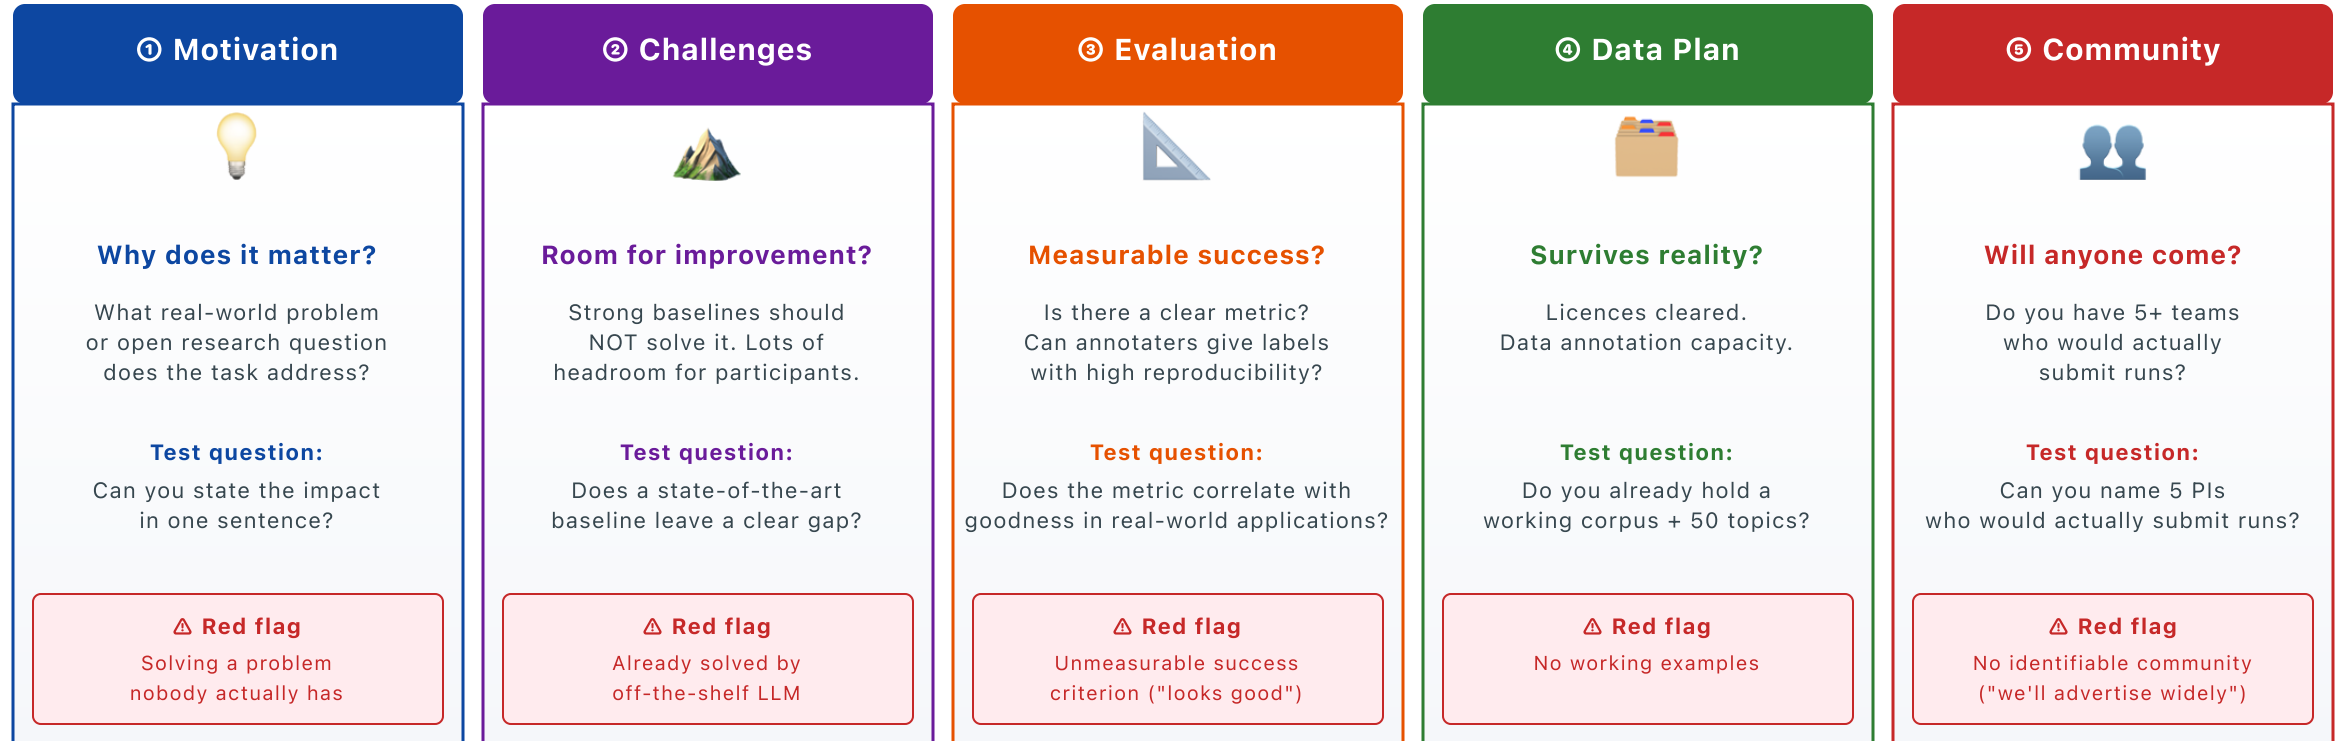 ① Motivation
💡
Why does it matter?
What real-world problem
or open research question
does the task address?
Test question:
Can you state the impact
in one sentence?
⚠ Red flag
Solving a problem
nobody actually has
② Challenges
Room for improvement?
Strong baselines should
NOT solve it. Lots of
headroom for participants.
Test question:
Does a state-of-the-art
baseline leave a clear gap?
⚠ Red flag
Already solved by
off-the-shelf LLM
③ Evaluation
Measurable success?
Is there a clear metric?
Can annotaters give labels
with high reproducibility?
Test question:
Does the metric correlate with
goodness in real-world applications?
⚠ Red flag
Unmeasurable success
criterion ("looks good")
④ Data Plan
Survives reality?
Licences cleared.
Data annotation capacity.
Test question:
Do you already hold a
working corpus + 50 topics?
⚠ Red flag
No working examples
⑤ Community
Will anyone come?
Do you have 5+ teams
who would actually
submit runs?
Test question:
Can you name 5 PIs
who would actually submit runs?
⚠ Red flag
No identifiable community
("we'll advertise widely")